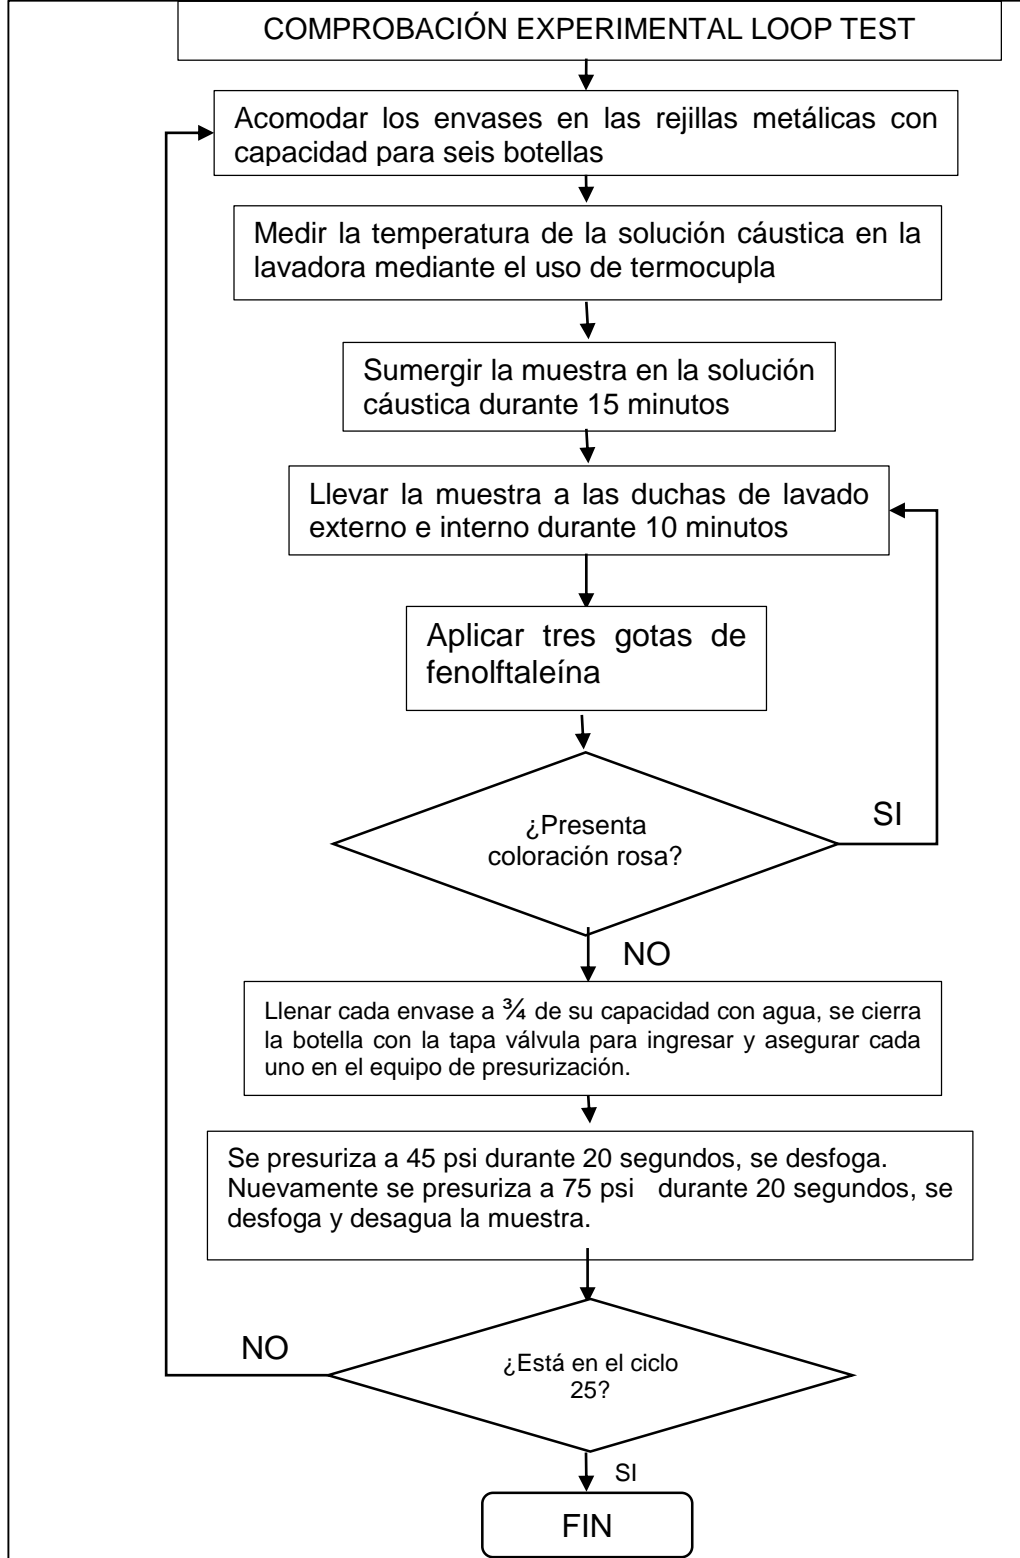 COMPROBACIÓN EXPERIMENTAL LOOP TEST
Acomodar los envases en las rejillas metálicas con
capacidad para seis botellas
Medir la temperatura de la solución cáustica en la
lavadora mediante el uso de termocupla
Sumergir la muestra en la solución
cáustica durante 15 minutos
Llevar la muestra a las duchas de lavado
externo e interno durante 10 minutos
Aplicar tres gotas de
fenolftaleína
¿Presenta
coloración rosa?
SI
NO
Llenar cada envase a ¾ de su capacidad con agua, se cierra
la botella con la tapa válvula para ingresar y asegurar cada
uno en el equipo de presurización.
Se presuriza a 45 psi durante 20 segundos, se desfoga.
Nuevamente se presuriza a 75 psi durante 20 segundos, se
desfoga y desagua la muestra.
NO
¿Está en el ciclo
25?
SI
FIN